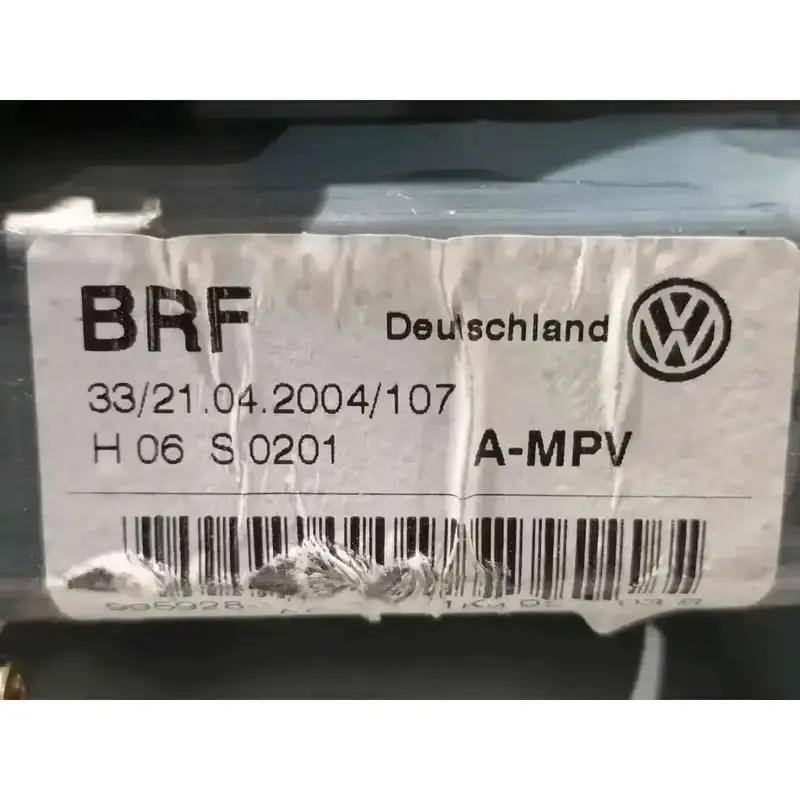 BRF
Deutschland
33/21.04.2004/107
H 06 S 0201
A-MPV